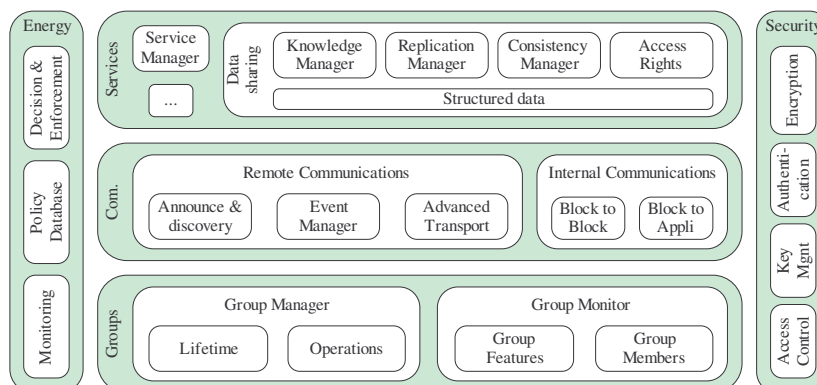 Energy
Decision &
Enforcement
Policy
Database
Monitoring
Services
Service
Manager
...
Data
sharing
Knowledge
Manager
Replication
Manager
Consistency
Manager
Access
Rights
Structured data
Com.
Remote Communications
Announce &
discovery
Event
Manager
Advanced
Transport
Internal Communications
Block to
Block
Block to
Appli
Groups
Group Manager
Lifetime
Operations
Group Monitor
Group
Features
Group
Members
Security
Encryption
Authenti-
cation
Key
Mgnt
Access
Control